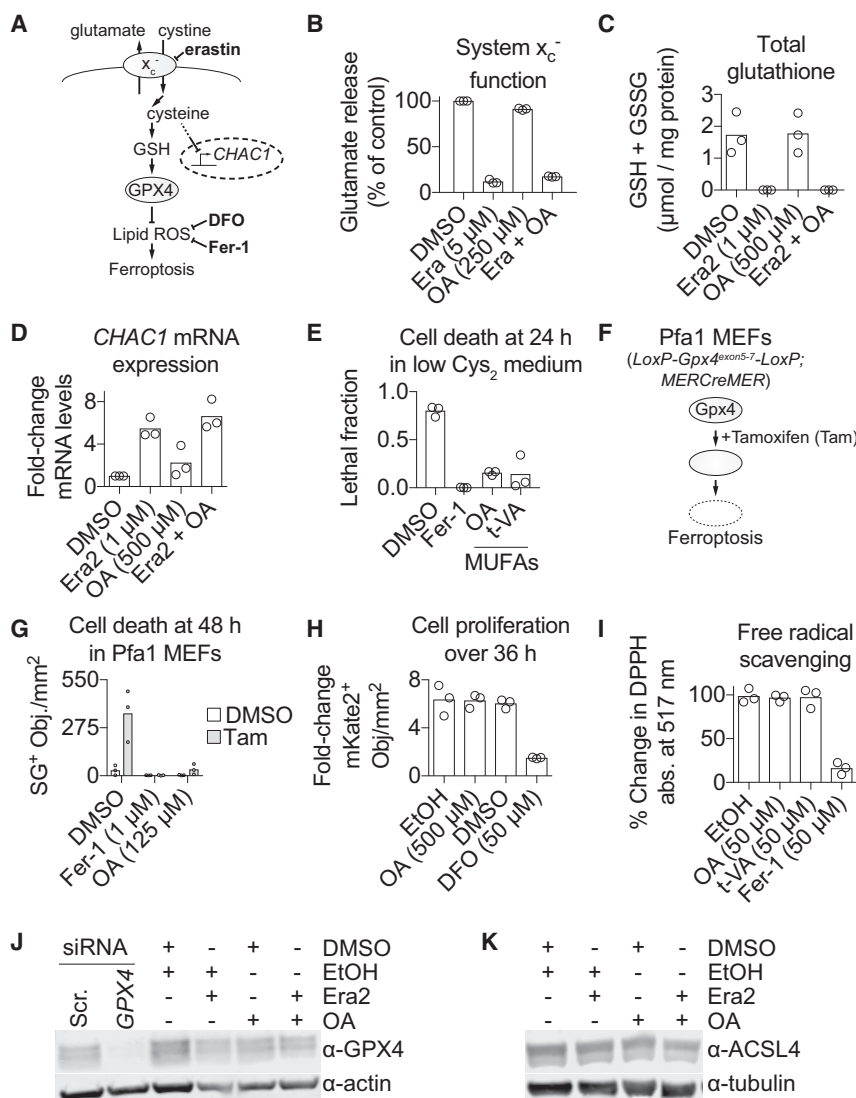 A
glutamate cystine
erastin
xc-
cysteine
GSH
CHAC1
GPX4
DFO
Lipid ROS
Fer-1
Ferroptosis
B
System xc-
function
Glutamate release
(% of control)
100
50
0
DMSO
Era (5 µM)
OA (250 µM)
Era + OA
C
Total
glutathione
GSH + GSSG
(µmol / mg protein)
3
2
1
0
DMSO
Era2 (1 µM)
OA (500 µM)
Era2 + OA
D
CHAC1 mRNA
expression
Fold-change
mRNA levels
8
4
0
DMSO
Era2 (1 µM)
OA (500 µM)
Era2 + OA
E
Cell death at 24 h
in low Cys2 medium
Lethal fraction
1.0
0.5
0.0
DMSO
Fer-1
OA
t-VA
MUFAs
F
Pfa1 MEFs
(LoxP-Gpx4exon5-7-LoxP;
MERCreMER)
Gpx4
+Tamoxifen (Tam)
Ferroptosis
G
Cell death at 48 h
in Pfa1 MEFs
SG+ Obj./mm2
550
275
0
DMSO
Tam
DMSO
Fer-1 (1 µM)
OA (125 µM)
H
Cell proliferation
over 36 h
Fold-change
mKate2+
Obj/mm2
8
6
4
2
0
EtOH
OA (500 µM)
DMSO
DFO (50 µM)
I
Free radical
scavenging
% Change in DPPH
abs. at 517 nm
100
50
0
EtOH
OA (50 µM)
t-VA (50 µM)
Fer-1 (50 µM)
J
siRNA
Scr.
GPX4
+ - + - DMSO
+ + - - EtOH
- + - + Era2
- - + + OA
α-GPX4
α-actin
K
+ - + - DMSO
+ + - - EtOH
- + - + Era2
- - + + OA
α-ACSL4
α-tubulin